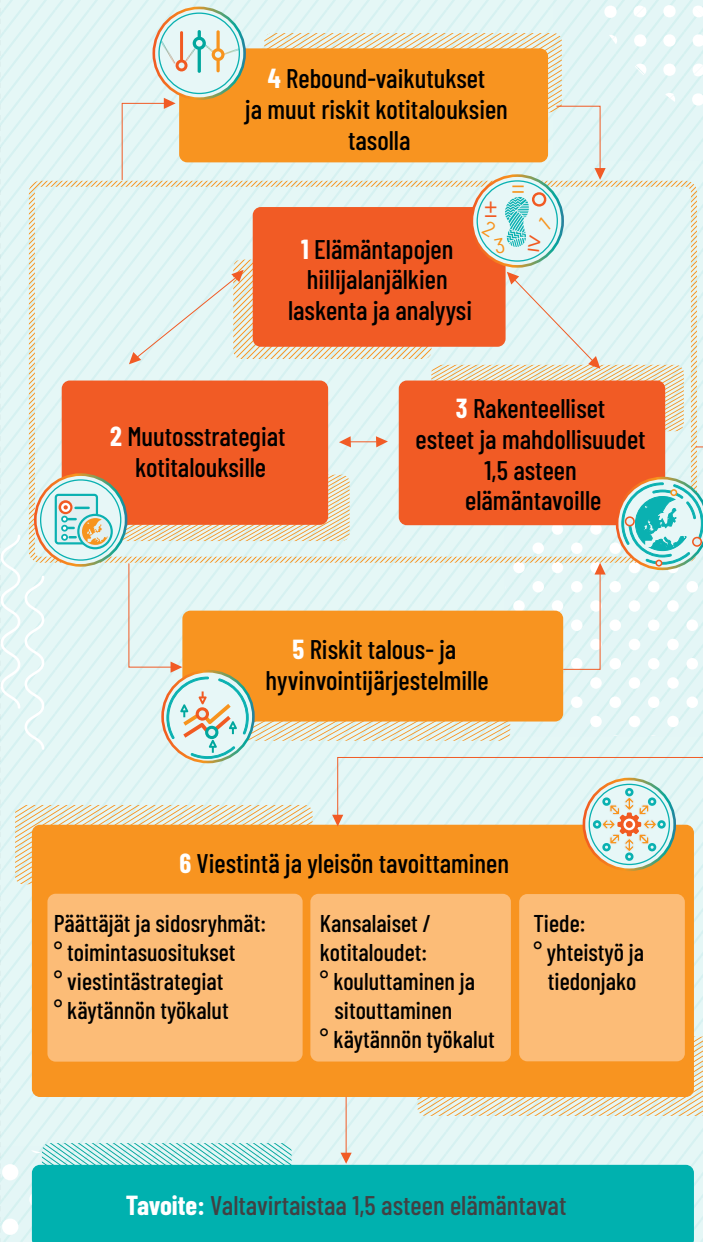 4 Rebound-vaikutukset
ja muut riskit kotitalouksien
tasolla
1 Elämäntapojen
hiilijalanjälkien
laskenta ja analyysi
2 Muutosstrategiat
kotitalouksille
3 Rakenteelliset
esteet ja mahdollisuudet
1,5 asteen
elämäntavoille
5 Riskit talous- ja
hyvinvointijärjestelmille
6 Viestintä ja yleisön tavoittaminen
Päättäjät ja sidosryhmät:
° toimintasuositukset
° viestintästrategiat
° käytännön työkalut
Kansalaiset /
kotitaloudet:
° kouluttaminen ja
sitouttaminen
° käytännön työkalut
Tiede:
° yhteistyö ja
tiedonjako
Tavoite: Valtavirtaistaa 1,5 asteen elämäntavat